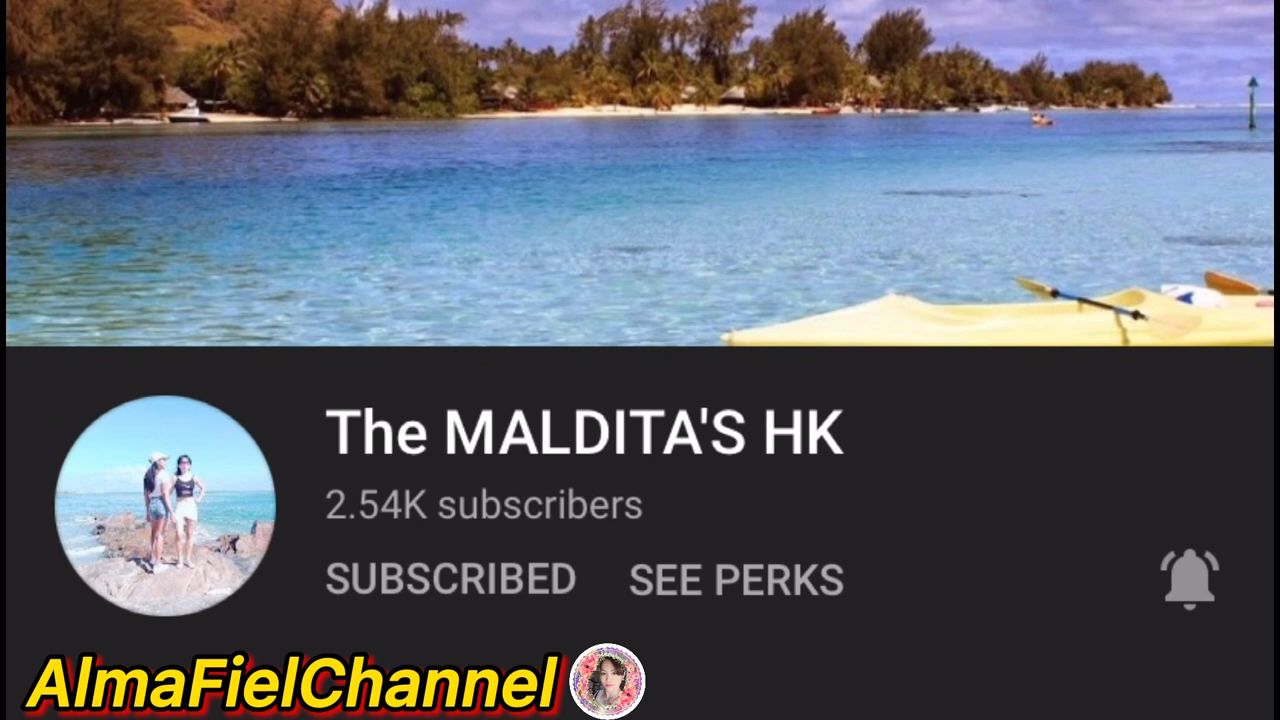 The MALDITA'S HK
2.54K subscribers
SUBSCRIBED SEE PERKS
AlmaFielChannel